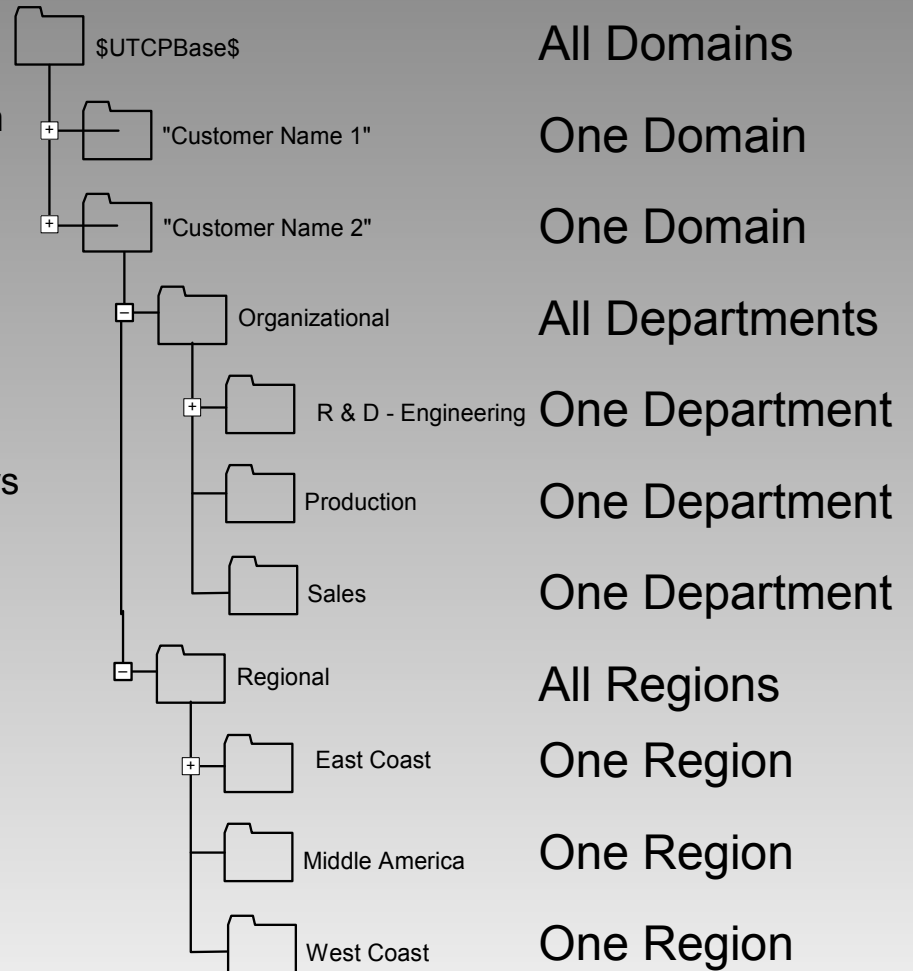 $UTCPBase$ All Domains
"Customer Name 1" One Domain
"Customer Name 2" One Domain
Organizational All Departments
R & D - Engineering One Department
Production One Department
Sales One Department
Regional All Regions
East Coast One Region
Middle America One Region
West Coast One Region